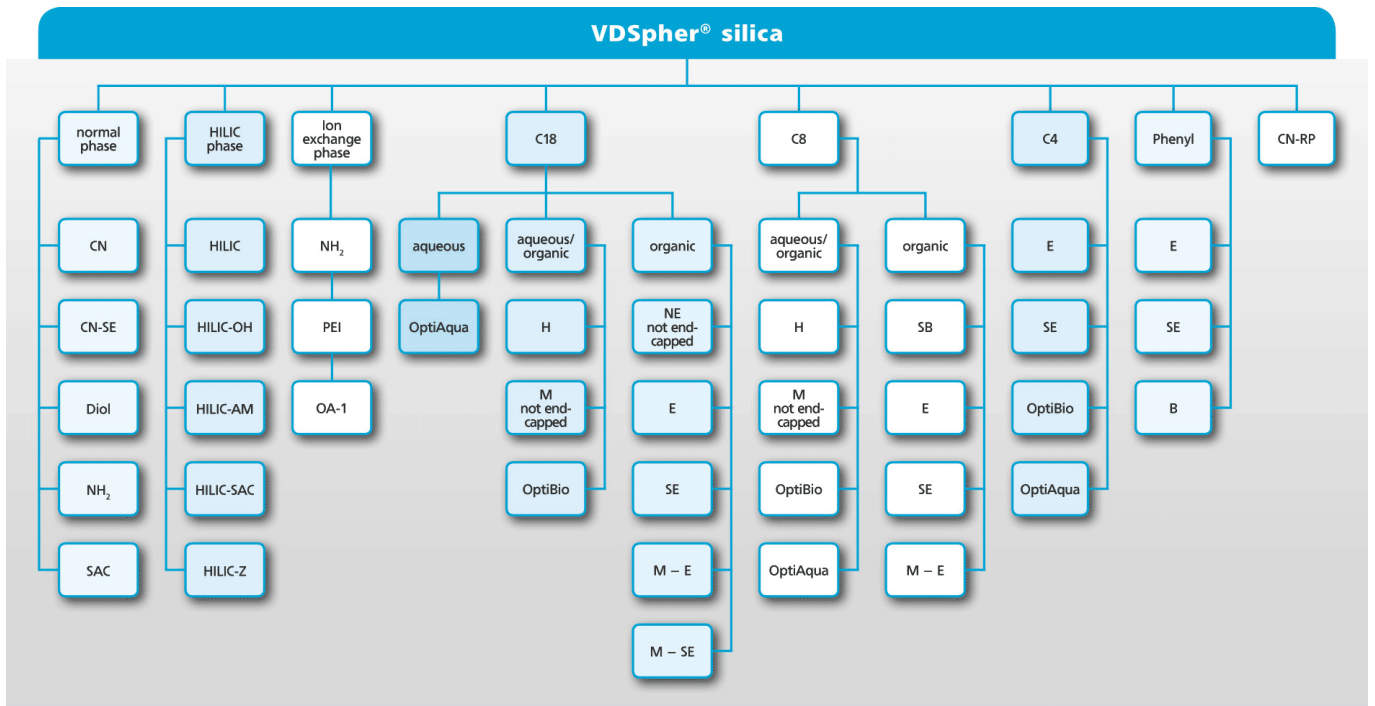 VDSpher® silica
normal
phase
HILIC
phase
Ion
exchange
phase
C18
C8
C4
Phenyl
CN-RP
CN
HILIC
NH₂
aqueous
aqueous/
organic
organic
aqueous/
organic
organic
E
E
CN-SE
HILIC-OH
PEI
OptiAqua
H
NE
not end-
capped
H
SB
SE
SE
Diol
HILIC-AM
OA-1
M
not end-
capped
E
M
not end-
capped
E
OptiBio
B
NH₂
HILIC-SAC
OptiBio
SE
OptiBio
SE
OptiAqua
SAC
HILIC-Z
M – E
OptiAqua
M – E
M – SE